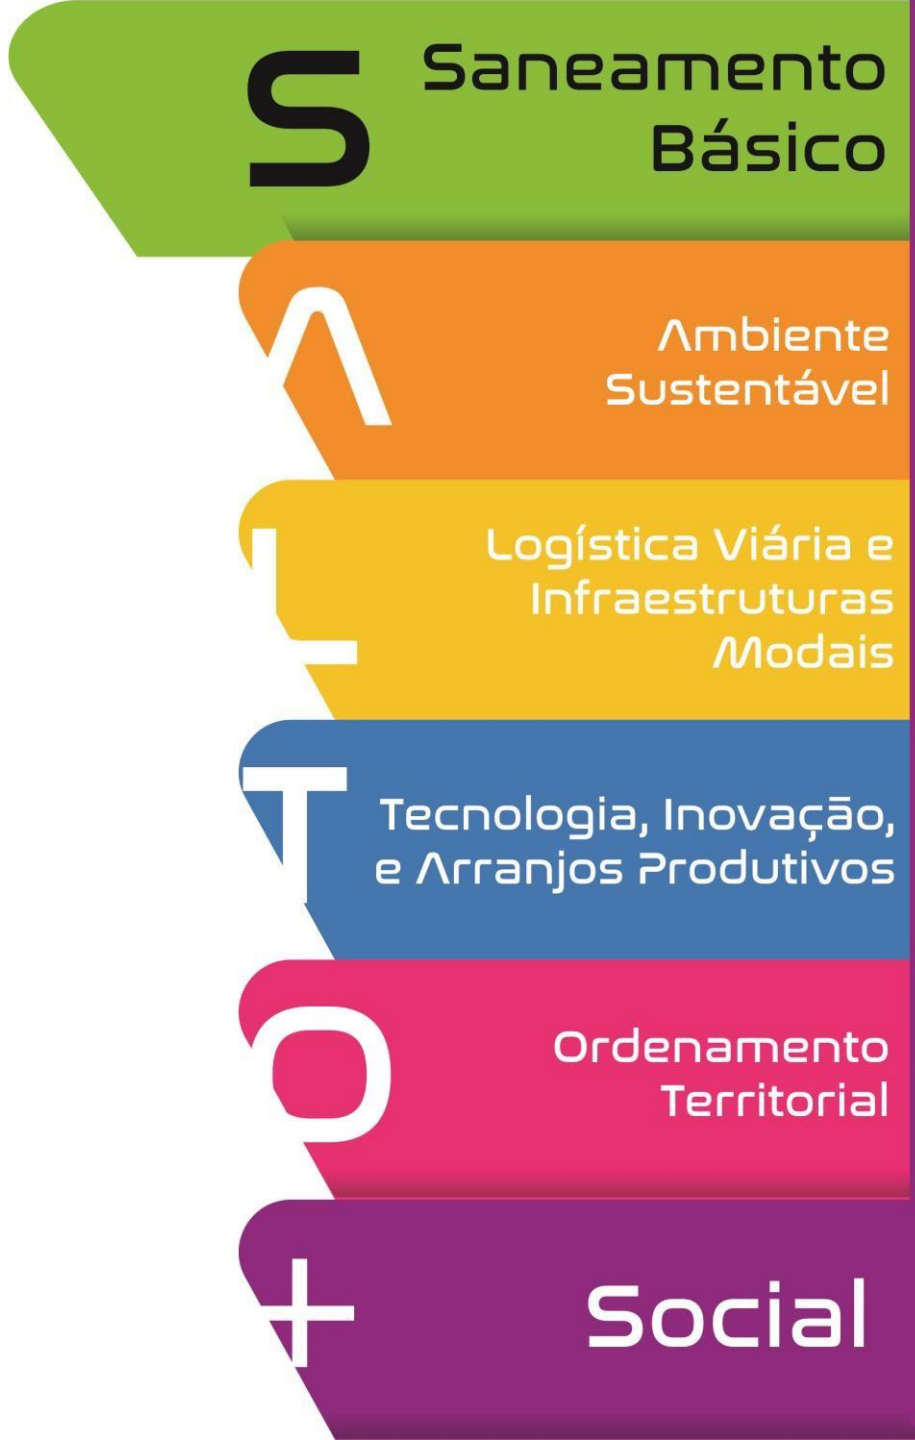 S
Saneamento
Básico
A
Ambiente
Sustentável
L
Logística Viária e
Infraestruturas
Modais
T
Tecnologia, Inovação,
e Arranjos Produtivos
O
Ordenamento
Territorial
+
Social